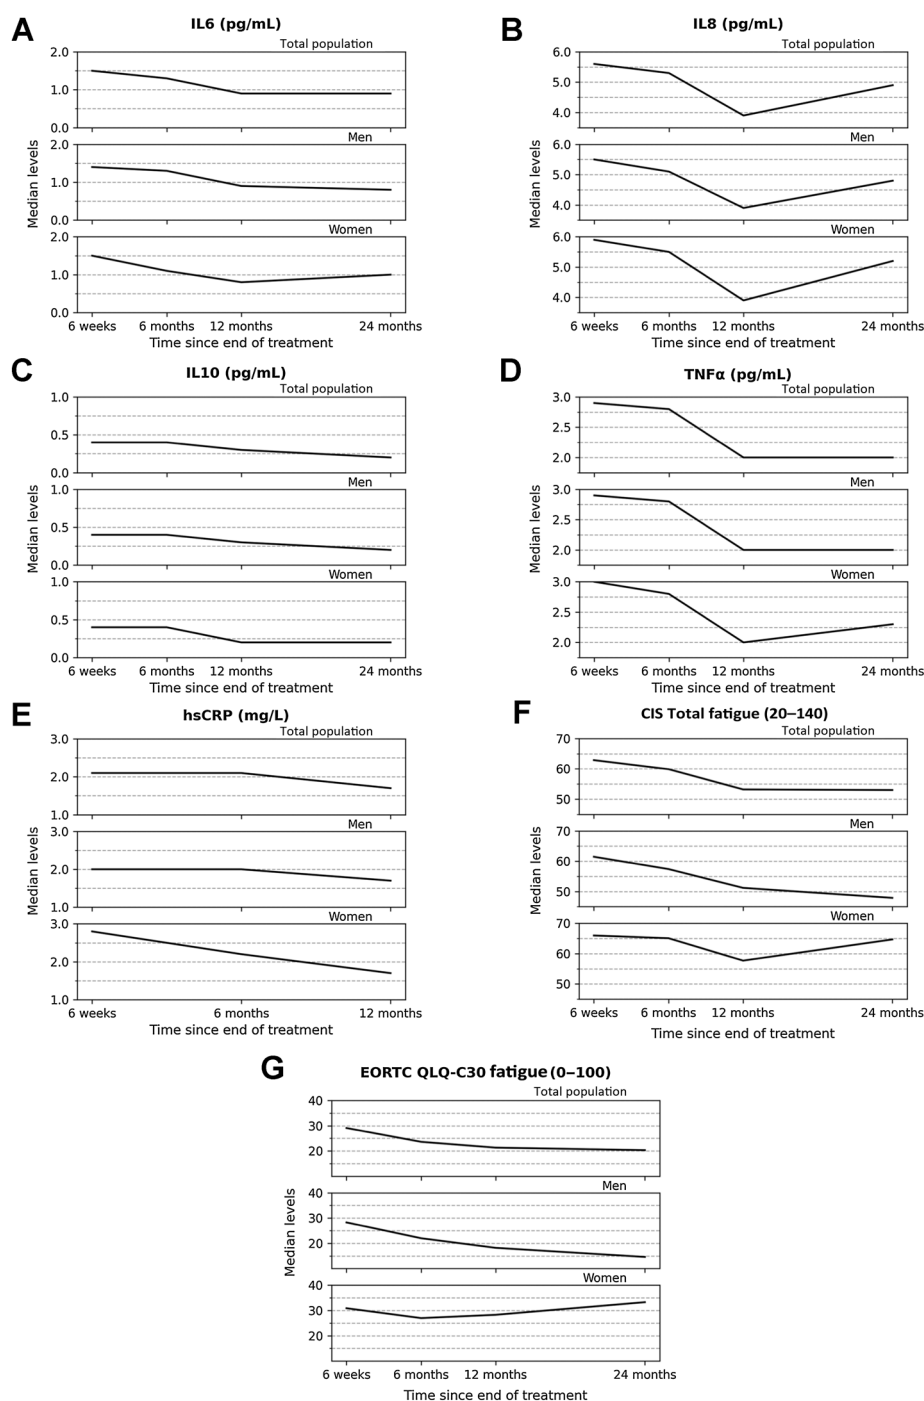 A
IL6 (pg/mL)
Total population
2.0
1.0
0.0
Men
2.0
1.0
0.0
Women
2.0
1.0
0.0
Median levels
6 weeks 6 months 12 months 24 months
Time since end of treatment
B
IL8 (pg/mL)
Total population
6.0
5.0
4.0
Men
6.0
5.0
4.0
Women
6.0
5.0
4.0
Median levels
6 weeks 6 months 12 months 24 months
Time since end of treatment
C
IL10 (pg/mL)
Total population
1.0
0.5
0.0
Men
1.0
0.5
0.0
Women
1.0
0.5
0.0
Median levels
6 weeks 6 months 12 months 24 months
Time since end of treatment
D
TNFα (pg/mL)
Total population
3.0
2.5
2.0
Men
3.0
2.5
2.0
Women
3.0
2.5
2.0
Median levels
6 weeks 6 months 12 months 24 months
Time since end of treatment
E
hsCRP (mg/L)
Total population
3.0
2.0
1.0
Men
3.0
2.0
1.0
Women
3.0
2.0
1.0
Median levels
6 weeks 6 months 12 months
Time since end of treatment
F
CIS Total fatigue (20–140)
Total population
70
60
50
Men
70
60
50
Women
70
60
50
Median levels
6 weeks 6 months 12 months 24 months
Time since end of treatment
G
EORTC QLQ-C30 fatigue (0–100)
Total population
40
20
Men
40
30
20
Women
40
30
20
Median levels
6 weeks 6 months 12 months 24 months
Time since end of treatment